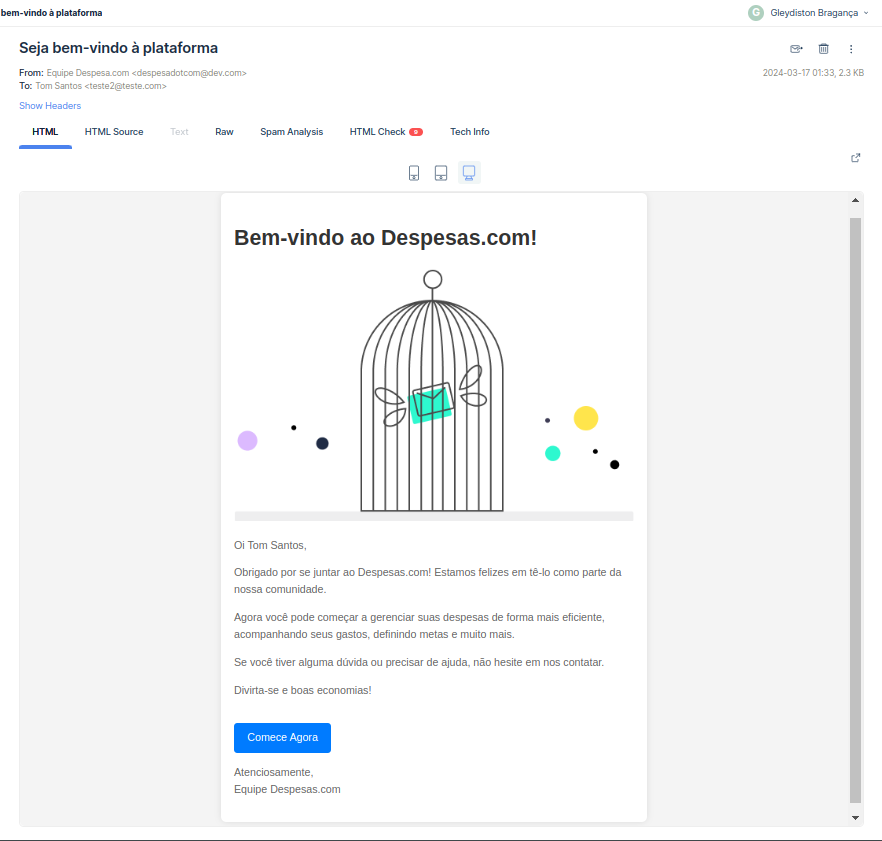 bem-vindo à plataforma
G Gleydiston Bragança
Seja bem-vindo à plataforma
From: Equipe Despesa.com <despesadotcom@dev.com>
2024-03-17 01:33, 2.3 KB
To: Tom Santos <teste2@teste.com>
Show Headers
HTML HTML Source Text Raw Spam Analysis HTML Check Tech Info
Bem-vindo ao Despesas.com!
Oi Tom Santos,
Obrigado por se juntar ao Despesas.com! Estamos felizes em tê-lo como parte da
nossa comunidade.
Agora você pode começar a gerenciar suas despesas de forma mais eficiente,
acompanhando seus gastos, definindo metas e muito mais.
Se você tiver alguma dúvida ou precisar de ajuda, não hesite em nos contatar.
Divirta-se e boas economias!
Comece Agora
Atenciosamente,
Equipe Despesas.com